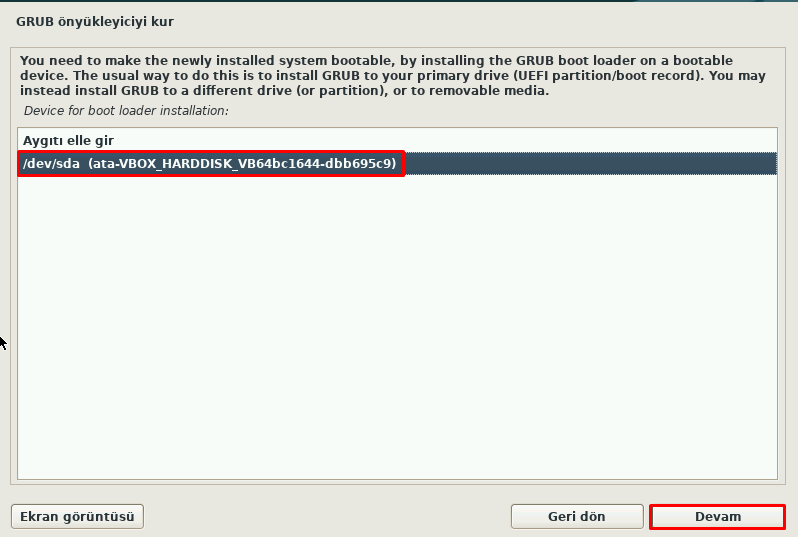 GRUB önyükleyiciyi kur
You need to make the newly installed system bootable, by installing the GRUB boot loader on a bootable
device. The usual way to do this is to install GRUB to your primary drive (UEFI partition/boot record). You may
instead install GRUB to a different drive (or partition), or to removable media.
Device for boot loader installation:
Aygıtı elle gir
/dev/sda  (ata-VBOX_HARDDISK_VB64bc1644-dbb695c9)
Ekran görüntüsü
Geri dön
Devam